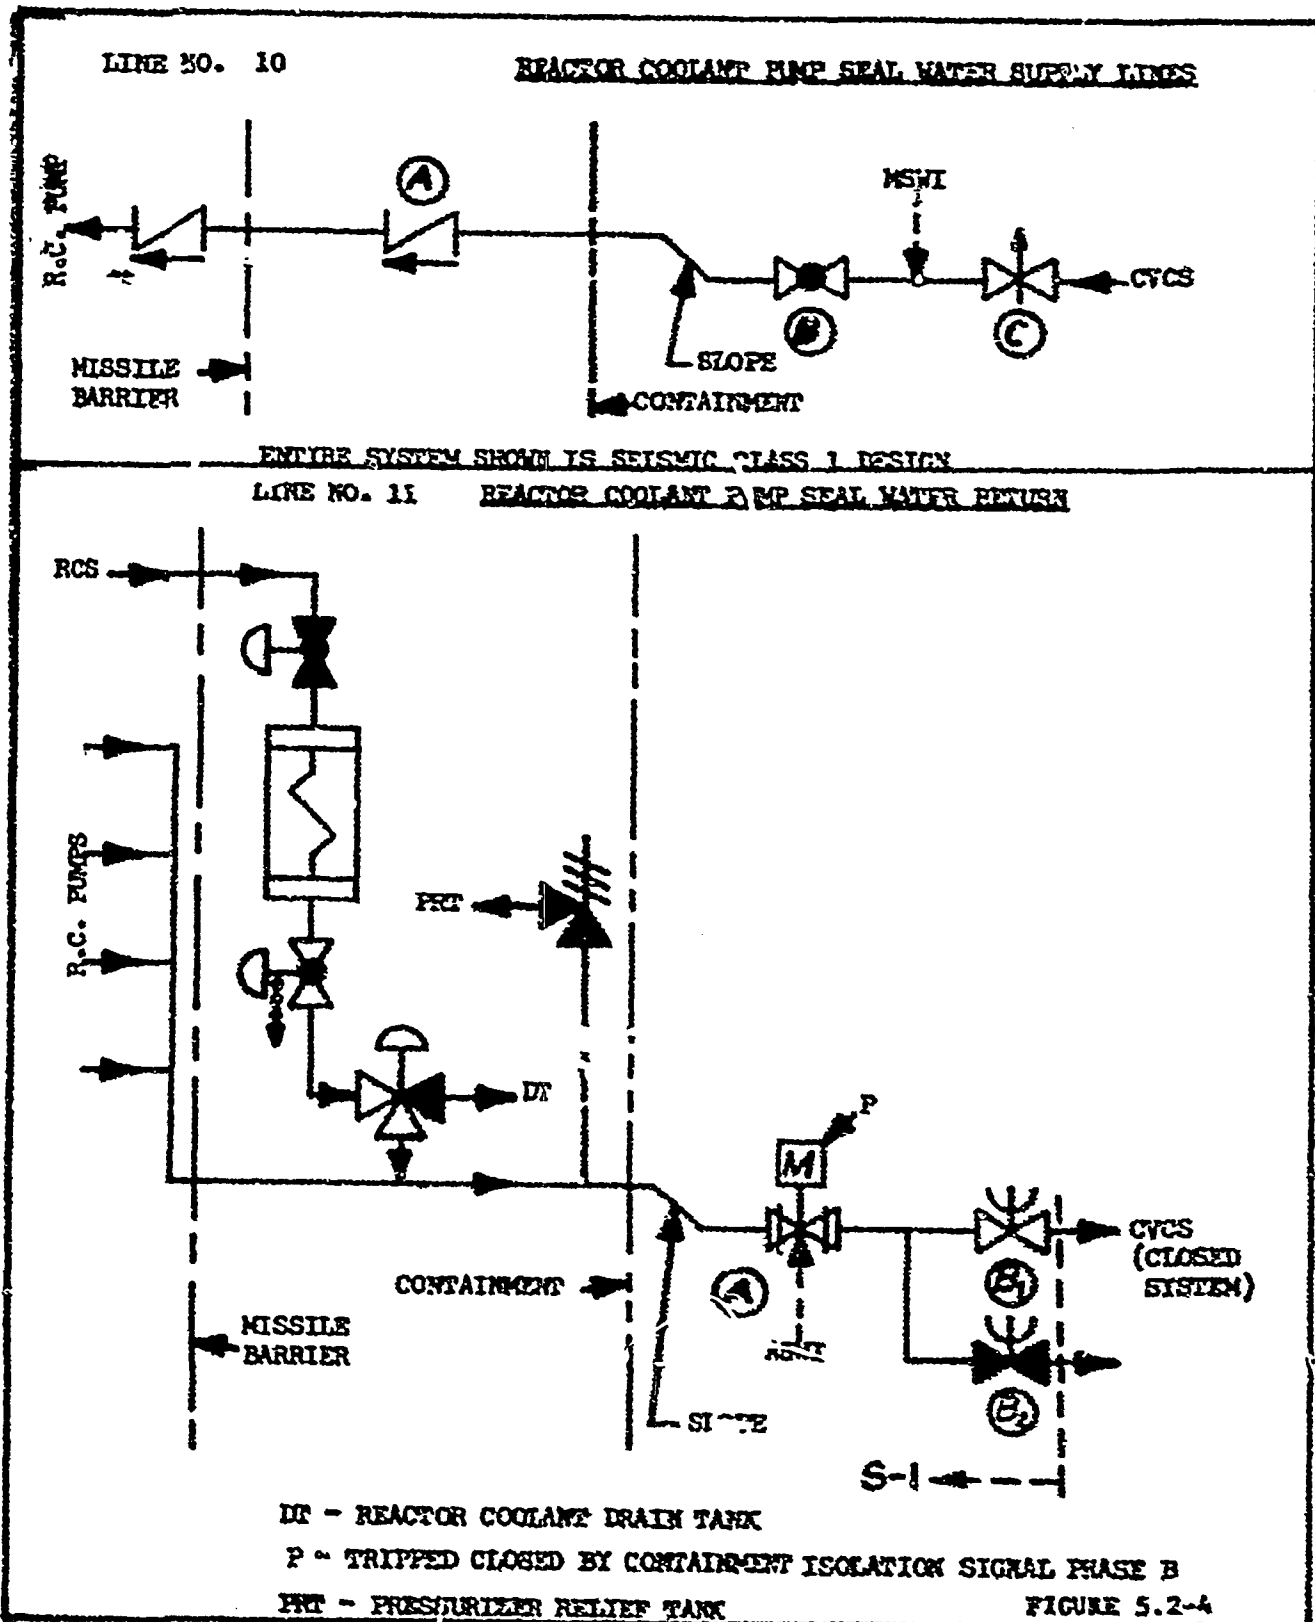 LINE NO. 10
REACTOR COOLANT PUMP SEAL WATER SUPPLY LINES
R.C. PUMP
A
MSWI
CVCS
B
C
SLOPE
MISSILE
BARRIER
CONTAINMENT
ENTIRE SYSTEM SHOWN IS SEISMIC CLASS 1 DESIGN
LINE NO. 11
REACTOR COOLANT PUMP SEAL WATER RETURN
RCS
R.C. PUMPS
PRT
DT
P
M
CVCS
(CLOSED
SYSTEM)
A
B1
CONTAINMENT
MISSILE
BARRIER
B2
SLOPE
S-1
DT - REACTOR COOLANT DRAIN TANK
P - TRIPPED CLOSED BY CONTAINMENT ISOLATION SIGNAL PHASE B
PRT - PRESSURIZER RELIEF TANK
FIGURE 5.2-4